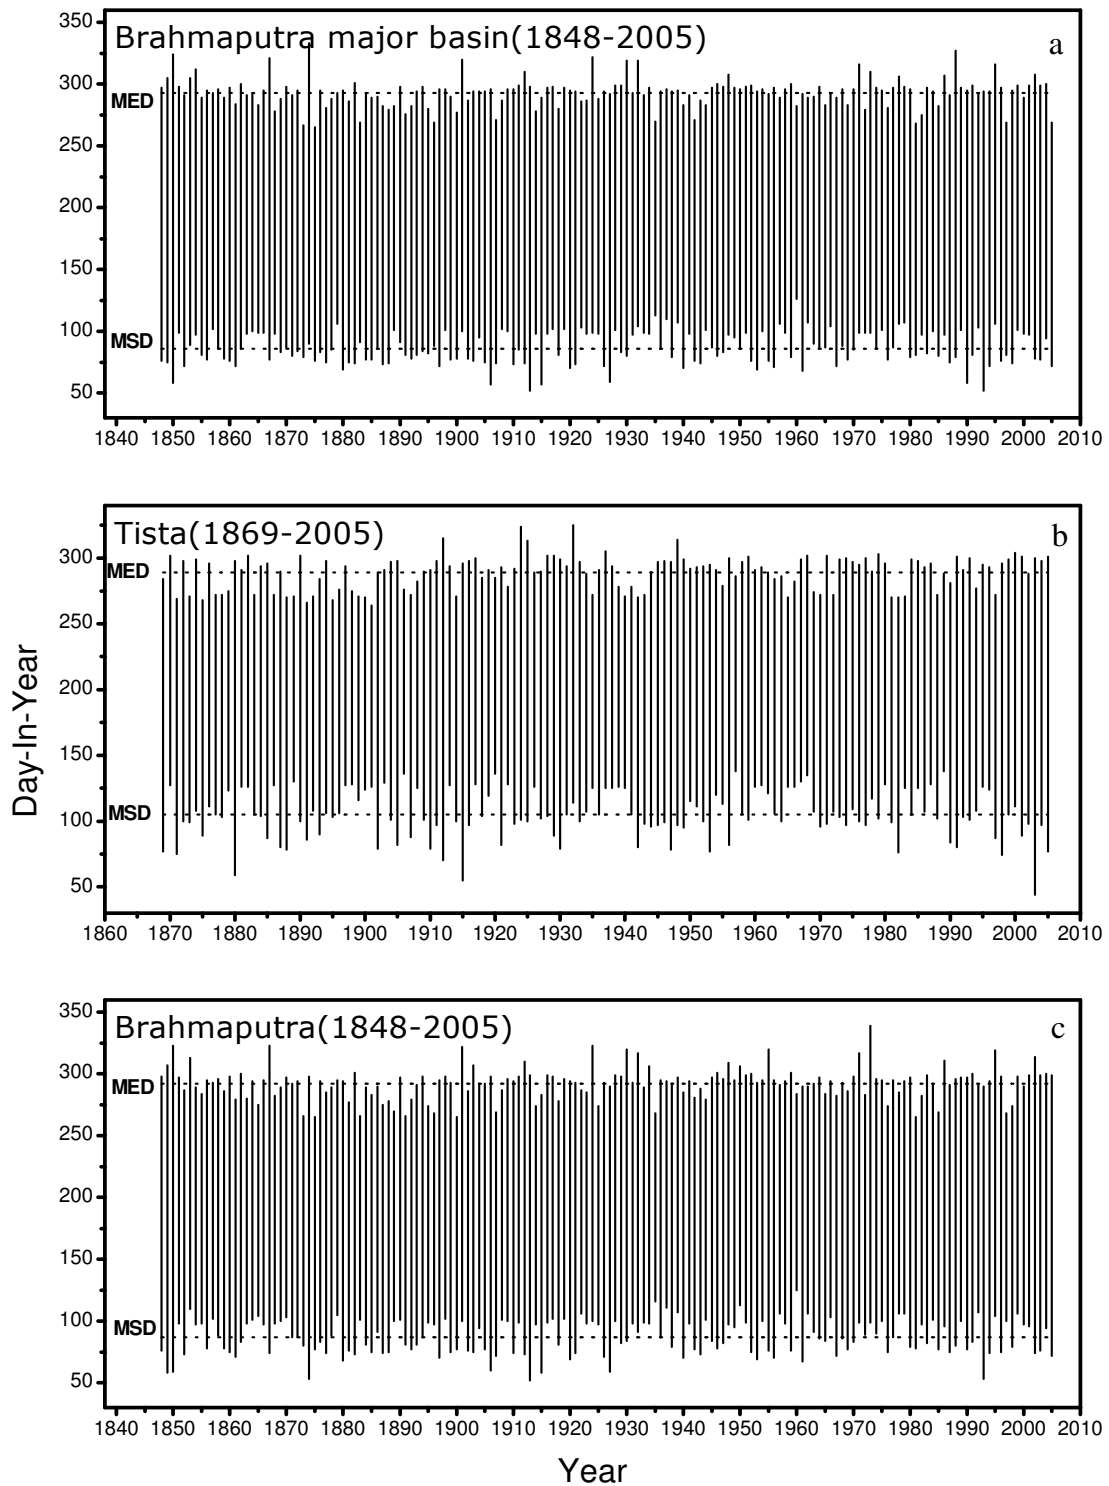 Brahmaputra major basin(1848-2005)
a
350
300
MED
250
200
150
100
MSD
50
1840 1850 1860 1870 1880 1890 1900 1910 1920 1930 1940 1950 1960 1970 1980 1990 2000 2010
Tista(1869-2005)
b
300
MED
250
200
150
100
MSD
50
1860 1870 1880 1890 1900 1910 1920 1930 1940 1950 1960 1970 1980 1990 2000 2010
Day-In-Year
Brahmaputra(1848-2005)
c
350
300
MED
250
200
150
100
MSD
50
1840 1850 1860 1870 1880 1890 1900 1910 1920 1930 1940 1950 1960 1970 1980 1990 2000 2010
Year